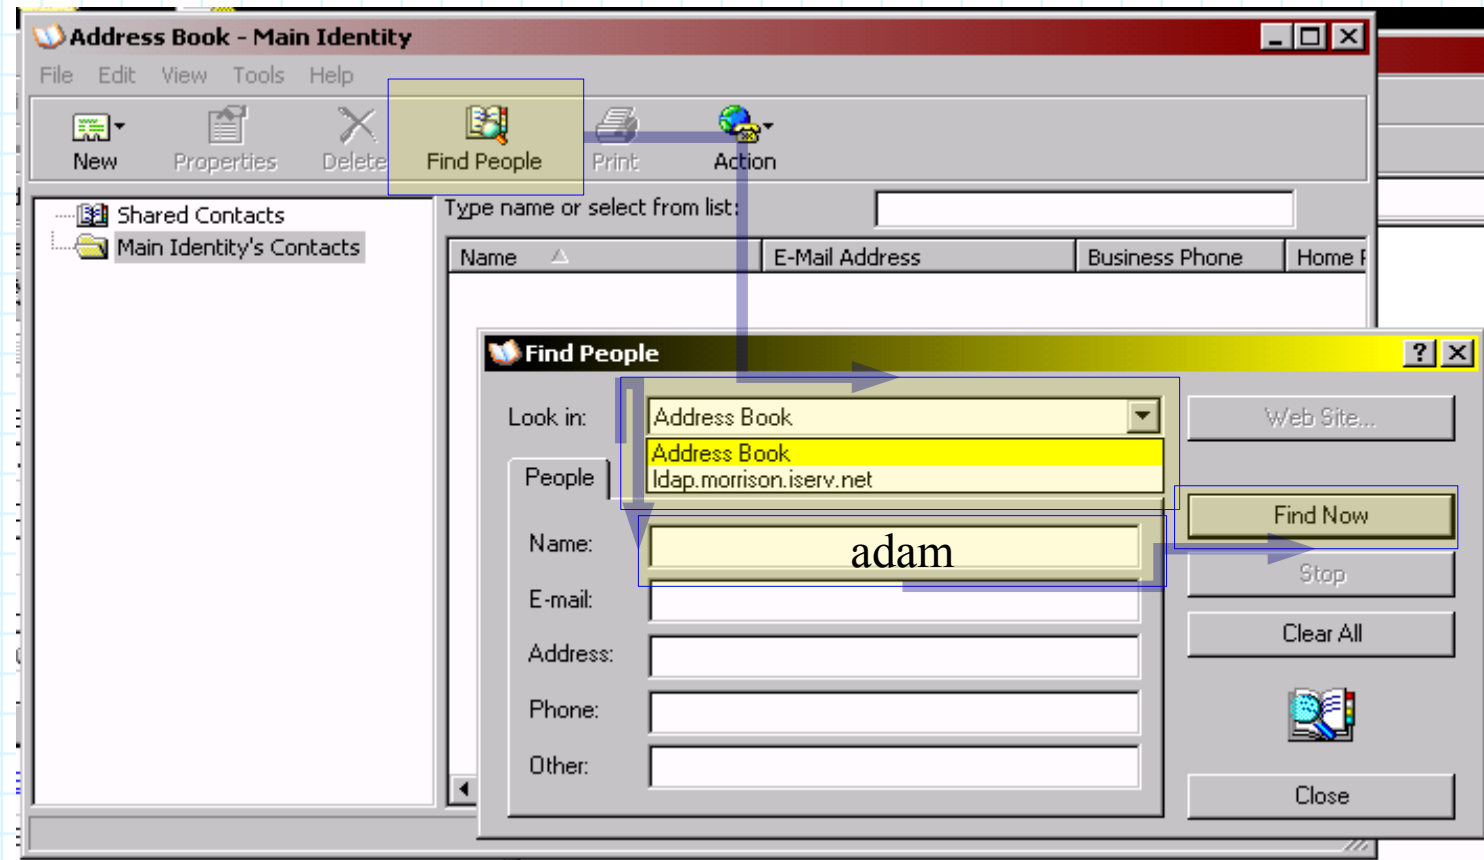 Address Book - Main Identity
File Edit View Tools Help
New Properties Delete Find People Print Action
Shared Contacts
Main Identity's Contacts
Type name or select from list:
Name E-Mail Address Business Phone Home
Find People
Look in: Address Book
Address Book
ldap.morrison.iserv.net
Web Site...
People
Find Now
Name: adam
Stop
E-mail:
Clear All
Address:
Phone:
Other:
Close